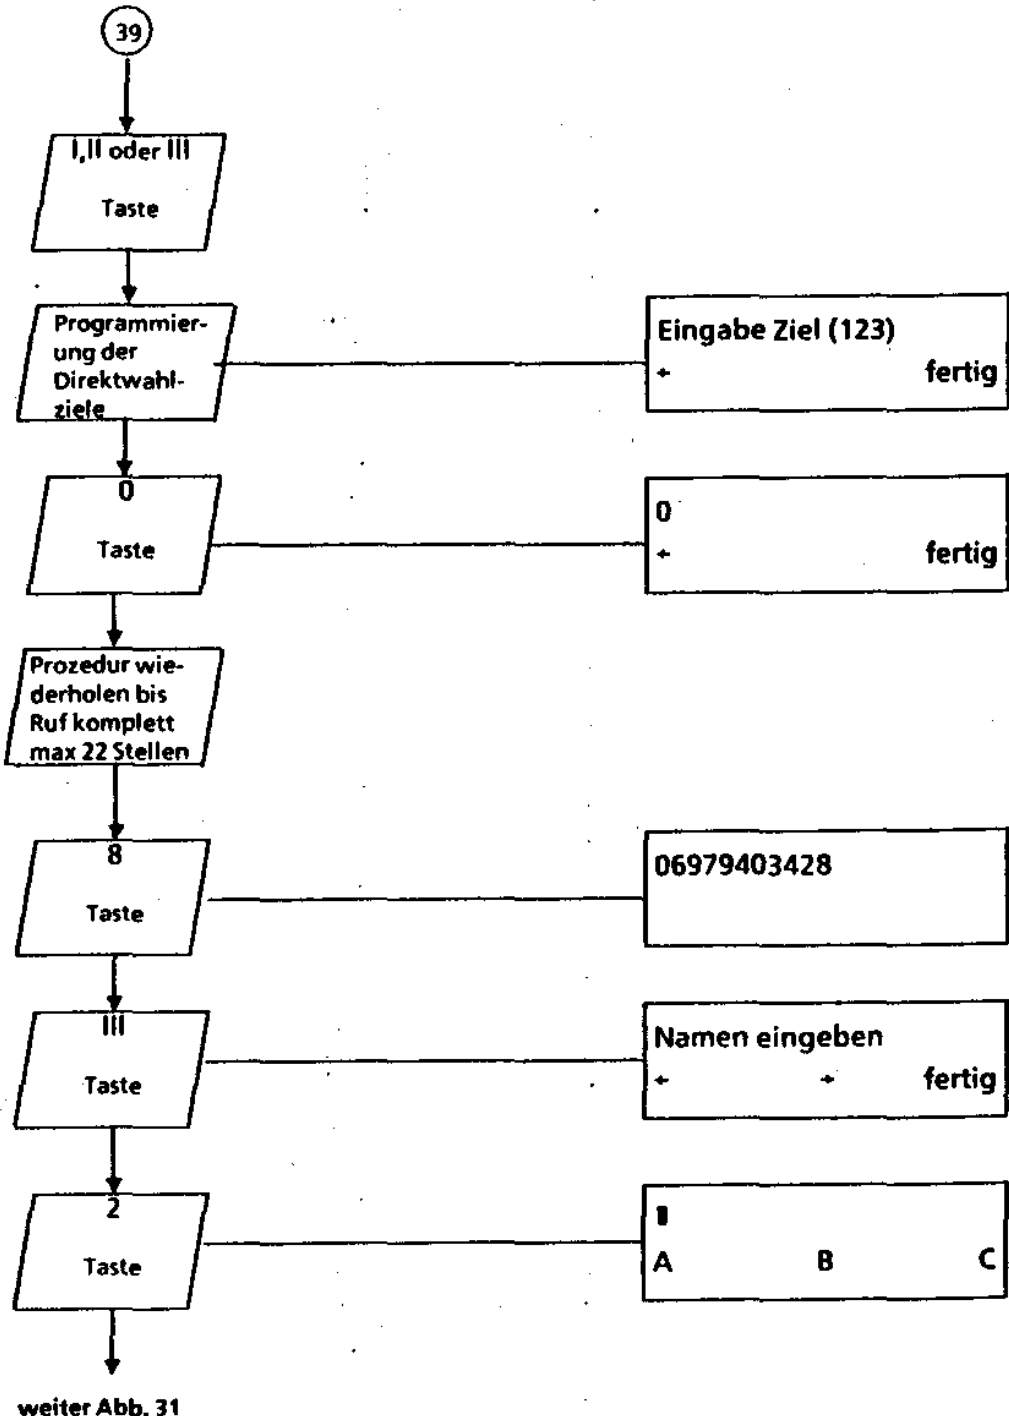 39
I,II oder III
Taste
Programmier-
ung der
Direktwahl-
ziele
Eingabe Ziel (123)
← fertig
0
Taste
0
← fertig
Prozedur wie-
derholen bis
Ruf komplett
max 22 Stellen
8
Taste
06979403428
III
Taste
Namen eingeben
← → fertig
2
Taste
A B C
weiter Abb. 31